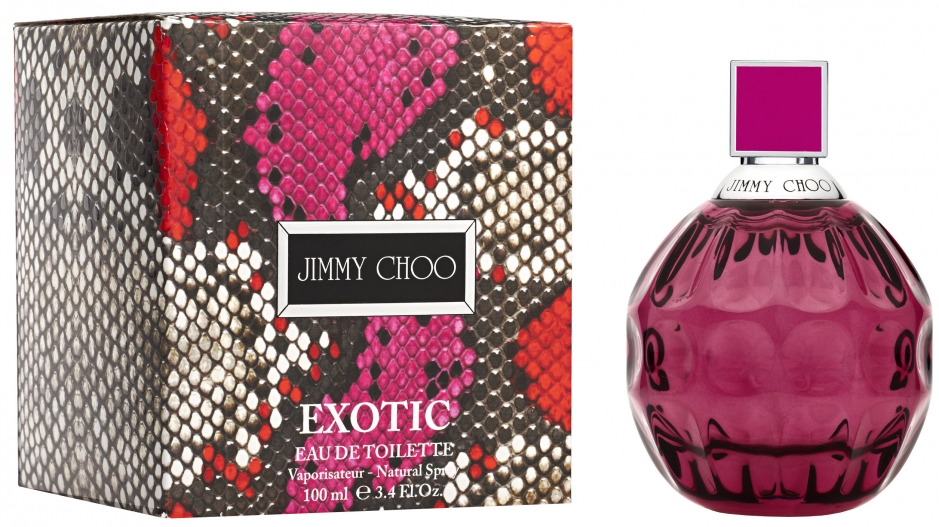 JIMMY CHOO
EXOTIC
EAU DE TOILETTE
Vaporisateur - Natural Spray
100 ml ℮ 3.4 Fl.Oz.
JIMMY CHOO